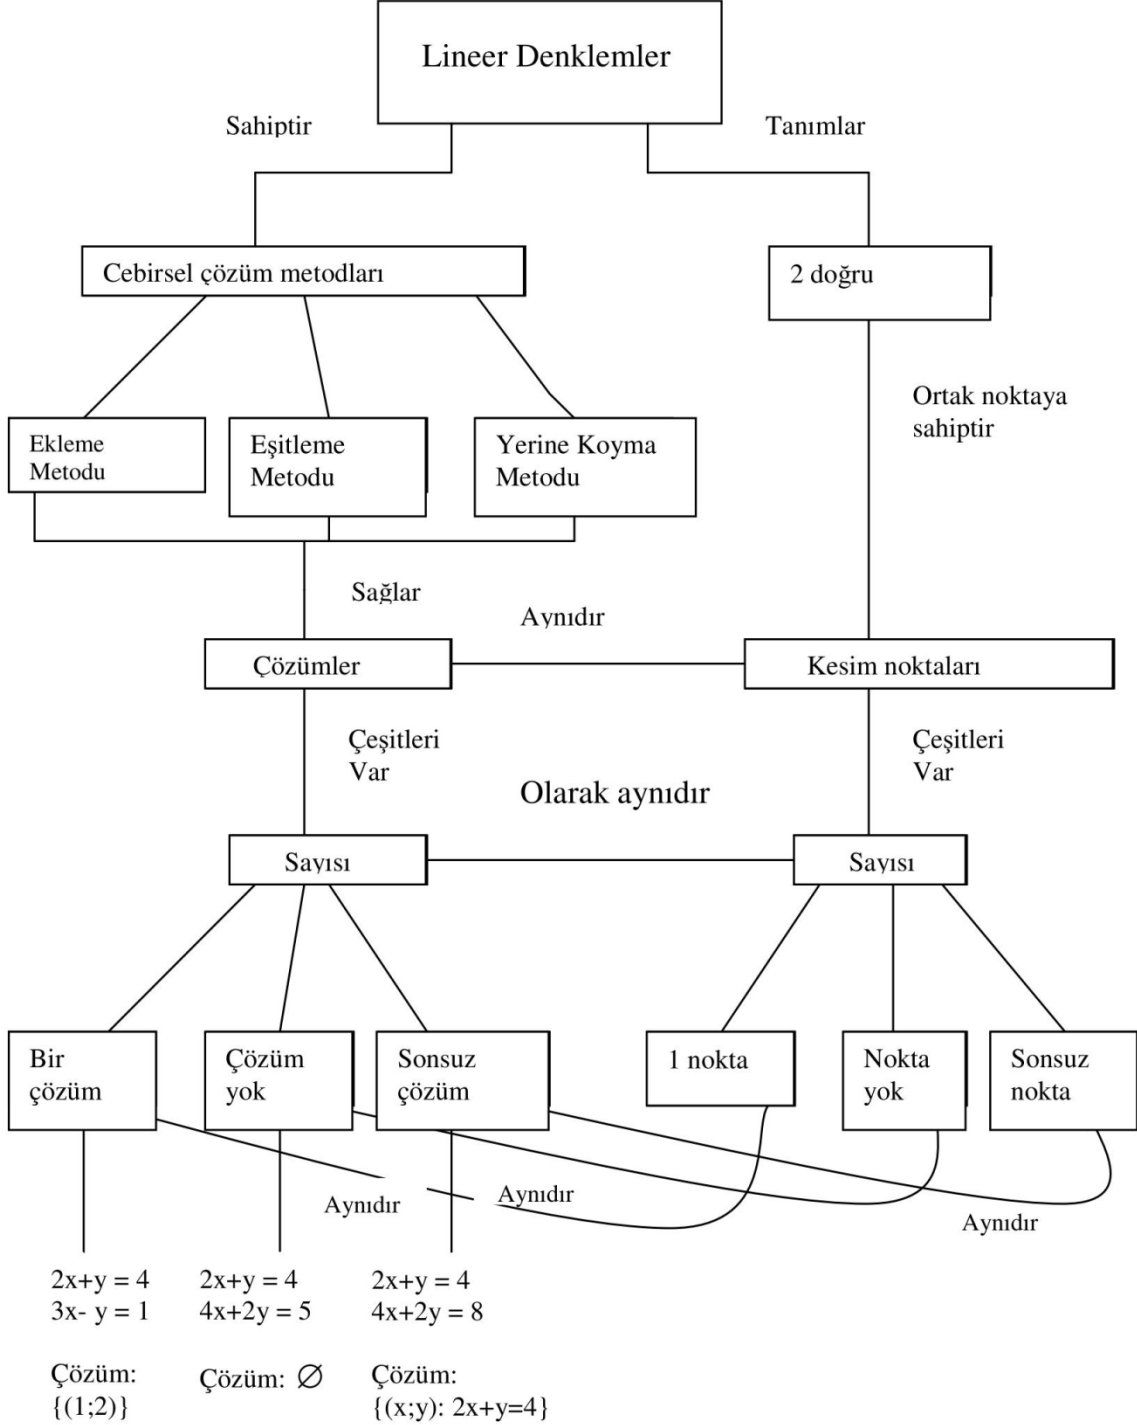 Lineer Denklemler
Sahiptir
Tanımlar
Cebirsel çözüm metodları
2 doğru
Ortak noktaya
sahiptir
Ekleme
Metodu
Eşitleme
Metodu
Yerine Koyma
Metodu
Sağlar
Aynıdır
Çözümler
Kesim noktaları
Çeşitleri
Var
Çeşitleri
Var
Olarak aynıdır
Sayısı
Sayısı
Bir
çözüm
Çözüm
yok
Sonsuz
çözüm
1 nokta
Nokta
yok
Sonsuz
nokta
Aynıdır
Aynıdır
Aynıdır
2x+y = 4
3x- y = 1
2x+y = 4
4x+2y = 5
2x+y = 4
4x+2y = 8
Çözüm:
{(1;2)}
Çözüm: ∅
Çözüm:
{(x;y): 2x+y=4}